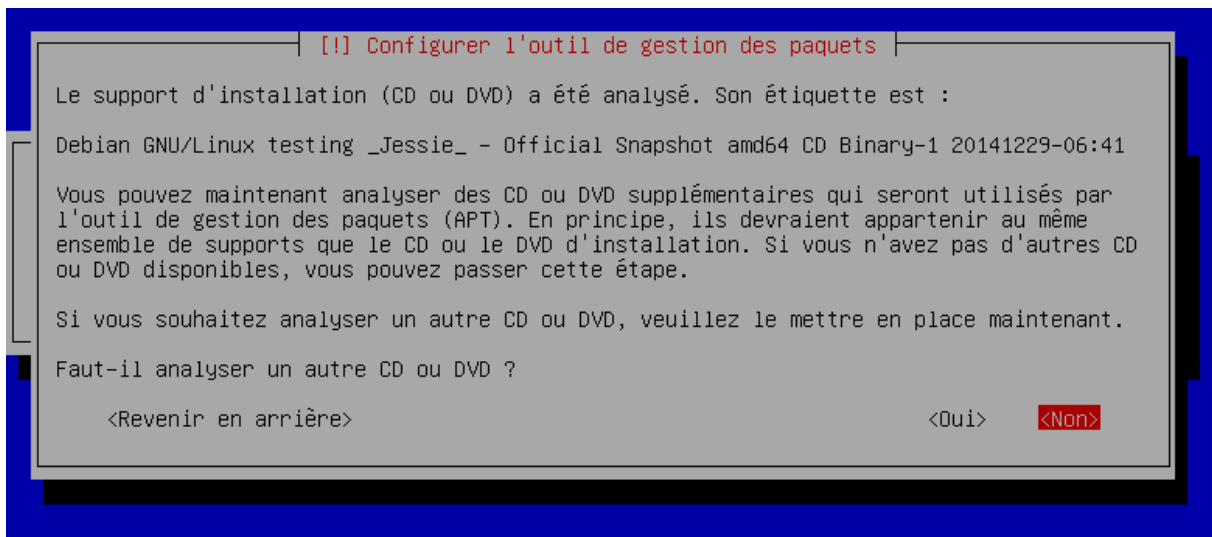 [!] Configurer l'outil de gestion des paquets
Le support d'installation (CD ou DVD) a été analysé. Son étiquette est :
Debian GNU/Linux testing _Jessie_ - Official Snapshot amd64 CD Binary-1 20141229-06:41
Vous pouvez maintenant analyser des CD ou DVD supplémentaires qui seront utilisés par
l'outil de gestion des paquets (APT). En principe, ils devraient appartenir au même
ensemble de supports que le CD ou le DVD d'installation. Si vous n'avez pas d'autres CD
ou DVD disponibles, vous pouvez passer cette étape.
Si vous souhaitez analyser un autre CD ou DVD, veuillez le mettre en place maintenant.
Faut-il analyser un autre CD ou DVD ?
<Revenir en arrière> <Oui> <Non>